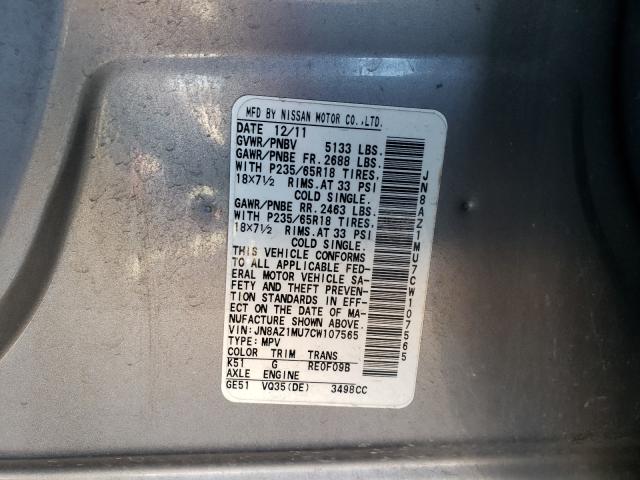 MFD BY NISSAN MOTOR CO.,LTD.
DATE 12/11
GVWR/PNBV 5133 LBS.
GAWR/PNBE FR. 2688 LBS.
WITH P235/65R18 TIRES,
18X7½ RIMS.AT 33 PSI
COLD SINGLE.
GAWR/PNBE RR. 2463 LBS.
WITH P235/65R18 TIRES,
18X7½ RIMS.AT 33 PSI
COLD SINGLE.
THIS VEHICLE CONFORMS
TO ALL APPLICABLE FED-
ERAL MOTOR VEHICLE SA-
FETY AND THEFT PREVEN-
TION STANDARDS IN EFF-
ECT ON THE DATE OF MA-
NUFACTURE SHOWN ABOVE.
VIN:JN8AZ1MU7CW107565
TYPE: MPV
COLOR TRIM TRANS
K51 G RE0F09B
AXLE ENGINE
GE51 VQ35(DE) 3498CC
JN8AZ1MU7CW107565